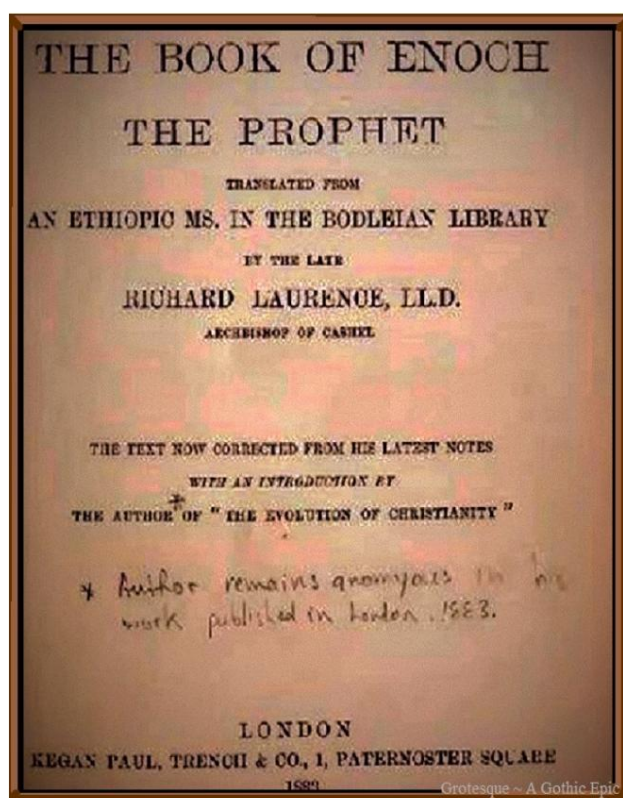 THE BOOK OF ENOCH
THE PROPHET
TRANSLATED FROM
AN ETHIOPIC MS. IN THE BODLEIAN LIBRARY
BY THE LATE
RICHARD LAURENCE, LL.D.
ARCHBISHOP OF CASHEL
THE TEXT NOW CORRECTED FROM HIS LATEST NOTES
WITH AN INTRODUCTION BY
THE AUTHOR * OF "THE EVOLUTION OF CHRISTIANITY"
* Author remains anomyous in his
work published in London. 1883.
LONDON
KEGAN PAUL, TRENCH & CO., 1, PATERNOSTER SQUARE
Grotesque ~ A Gothic Epic